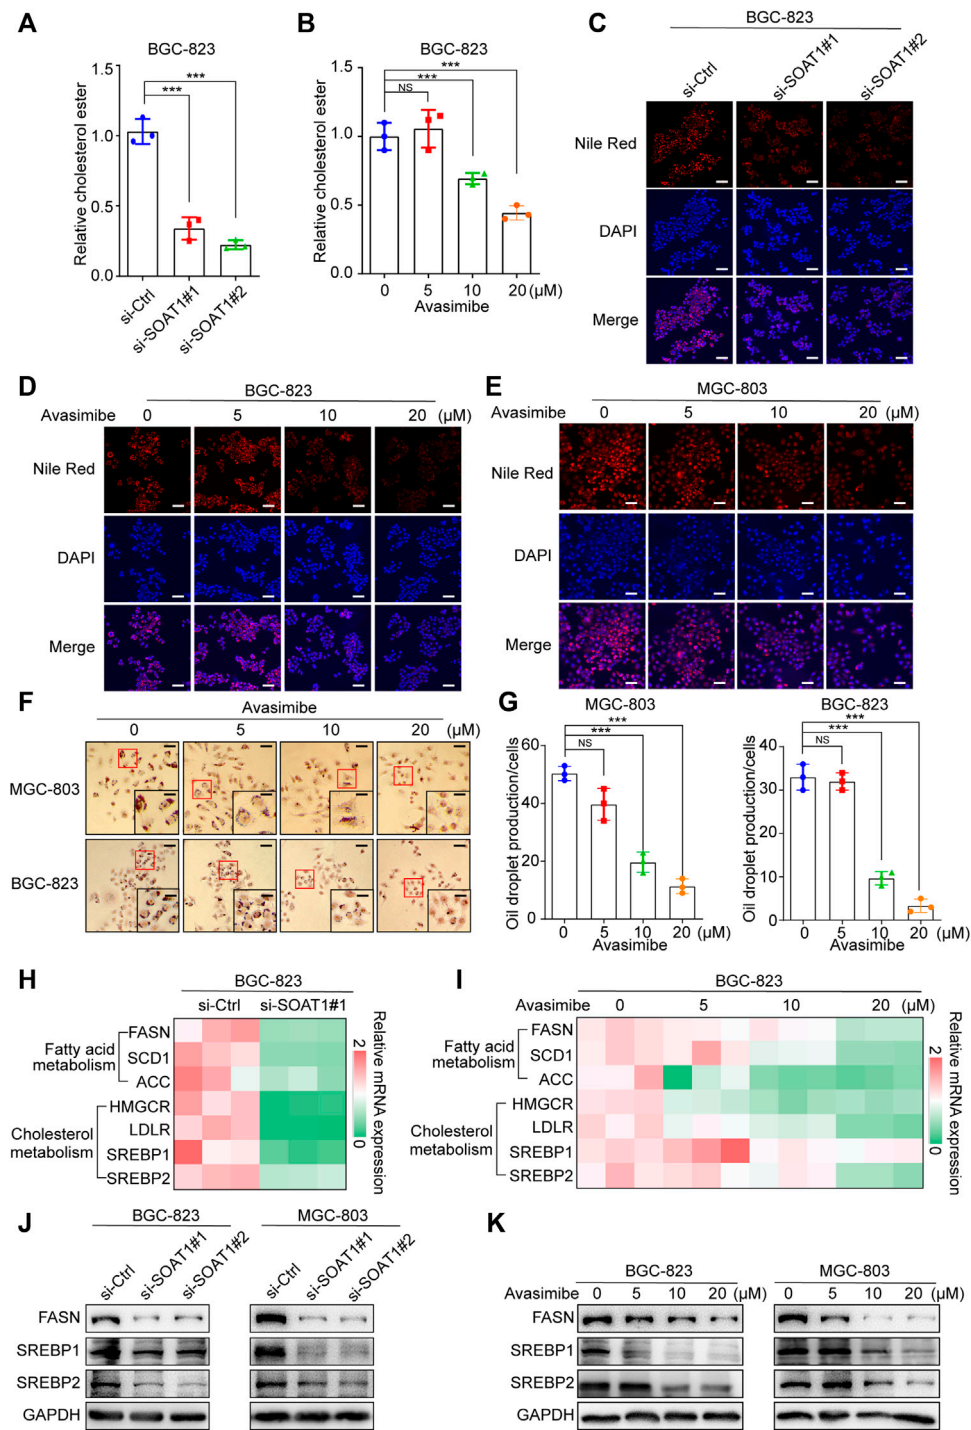 A
BGC-823
Relative cholesterol ester
1.5
1.0
0.5
0.0
***
***
si-Ctrl
si-SOAT1#1
si-SOAT1#2
B
BGC-823
Relative cholesterol ester
1.5
1.0
0.5
0.0
***
***
NS
0 5 10 20 (μM)
Avasimibe
C
BGC-823
si-Ctrl
si-SOAT1#1
si-SOAT1#2
Nile Red
DAPI
Merge
D
BGC-823
Avasimibe 0 5 10 20 (μM)
Nile Red
DAPI
Merge
E
MGC-803
Avasimibe 0 5 10 20 (μM)
Nile Red
DAPI
Merge
F
Avasimibe
0 5 10 20 (μM)
MGC-803
BGC-823
G
MGC-803
Oil droplet production/cells
60
40
20
0
***
***
NS
0 5 10 20 (μM)
Avasimibe
BGC-823
Oil droplet production/cells
40
30
20
10
0
***
***
NS
0 5 10 20 (μM)
Avasimibe
H
BGC-823
si-Ctrl si-SOAT1#1
Fatty acid
metabolism
FASN
SCD1
ACC
Cholesterol
metabolism
HMGCR
LDLR
SREBP1
SREBP2
2
0
Relative mRNA expression
I
BGC-823
Avasimibe 0 5 10 20 (μM)
Fatty acid
metabolism
FASN
SCD1
ACC
Cholesterol
metabolism
HMGCR
LDLR
SREBP1
SREBP2
2
0
Relative mRNA expression
J
BGC-823 MGC-803
si-Ctrl si-SOAT1#1 si-SOAT1#2 si-Ctrl si-SOAT1#1 si-SOAT1#2
FASN
SREBP1
SREBP2
GAPDH
K
BGC-823 MGC-803
Avasimibe 0 5 10 20 (μM) 0 5 10 20 (μM)
FASN
SREBP1
SREBP2
GAPDH